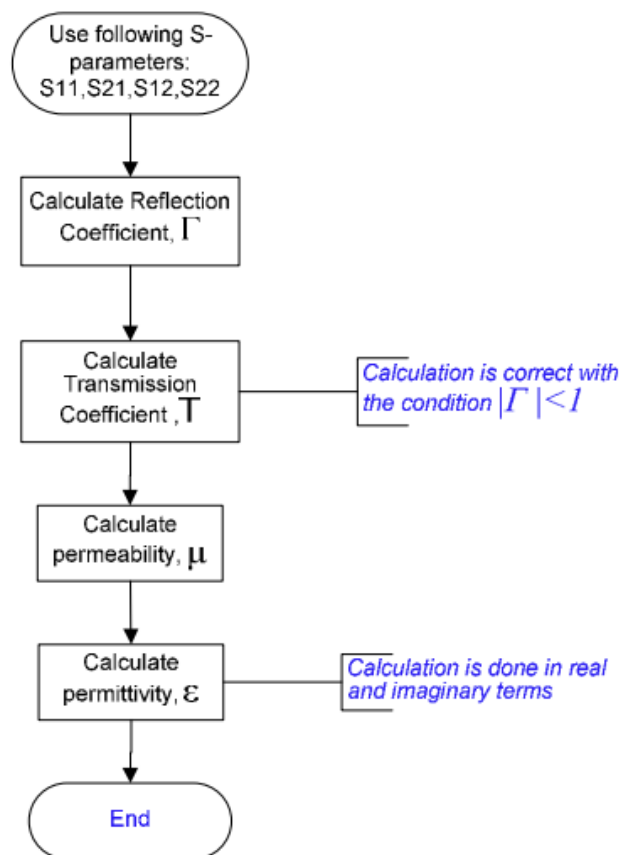 Use following S-
parameters:
S11,S21,S12,S22
Calculate Reflection
Coefficient, Γ
Calculate
Transmission
Coefficient ,T
Calculation is correct with
the condition |Γ |<1
Calculate
permeability, μ
Calculate
permittivity, ε
Calculation is done in real
and imaginary terms
End